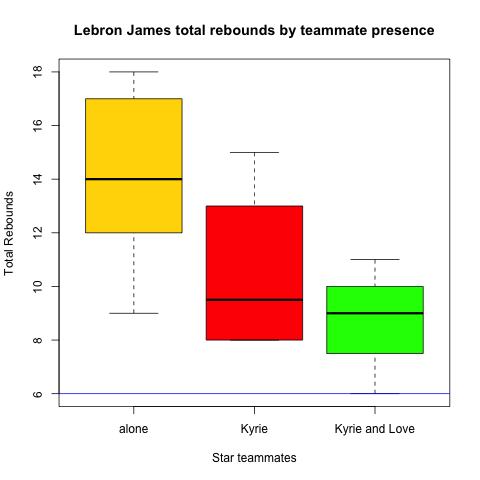 Lebron James total rebounds by teammate presence
18
16
14
12
10
8
6
Total Rebounds
alone Kyrie Kyrie and Love
Star teammates